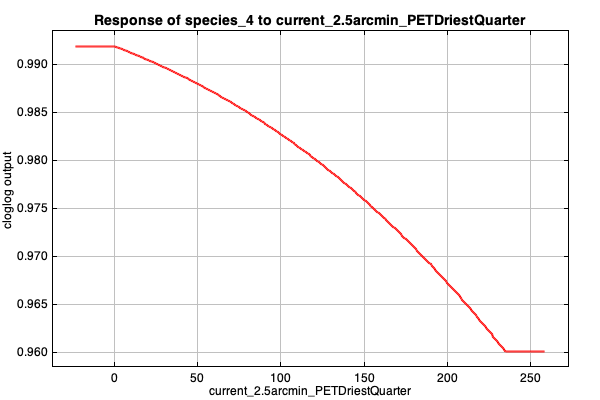 Response of species_4 to current_2.5arcmin_PETDriestQuarter
0.990
0.985
0.980
0.975
0.970
0.965
0.960
cloglog output
0 50 100 150 200 250
current_2.5arcmin_PETDriestQuarter